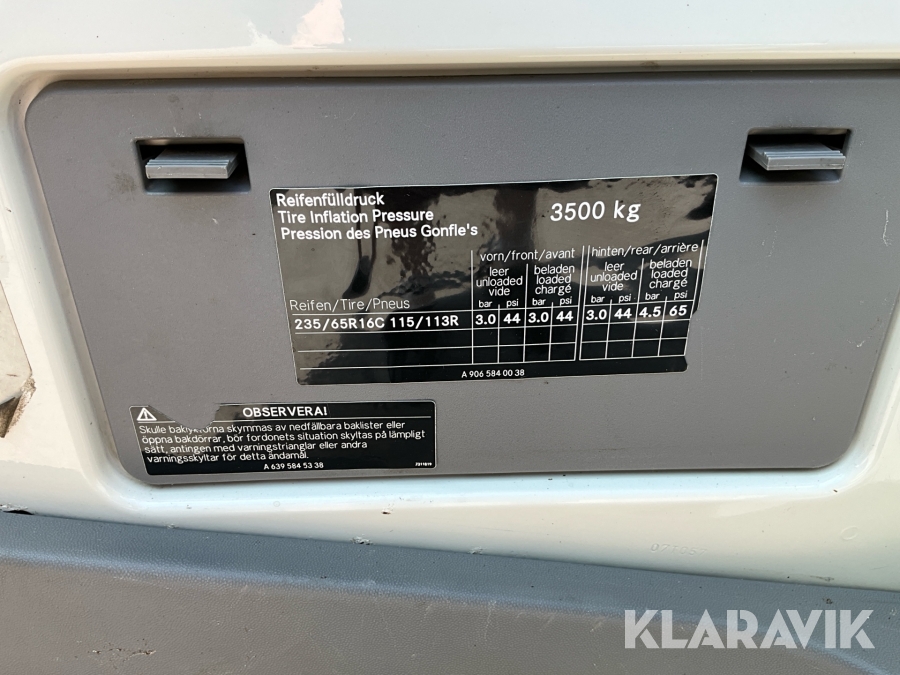 Reifenfülldruck
Tire Inflation Pressure
Pression des Pneus Gonfle's
3500 kg
vorn/front/avant hinten/rear/arrière
leer beladen leer beladen
unloaded loaded unloaded loaded
vide chargé vide chargé
bar psi bar psi bar psi bar psi
Reifen/Tire/Pneus
235/65R16C 115/113R 3.0 44 3.0 44 3.0 44 4.5 65
A 906 584 00 38
OBSERVERA!
Skulle baklyktorna skymmas av nedfällbara baklister eller
öppna bakdörrar, bör fordonets situation skyltas på lämpligt
sätt, antingen med varningstrianglar eller andra
varningsskyltar för detta ändamål.
A 639 584 53 38
KLARAVIK